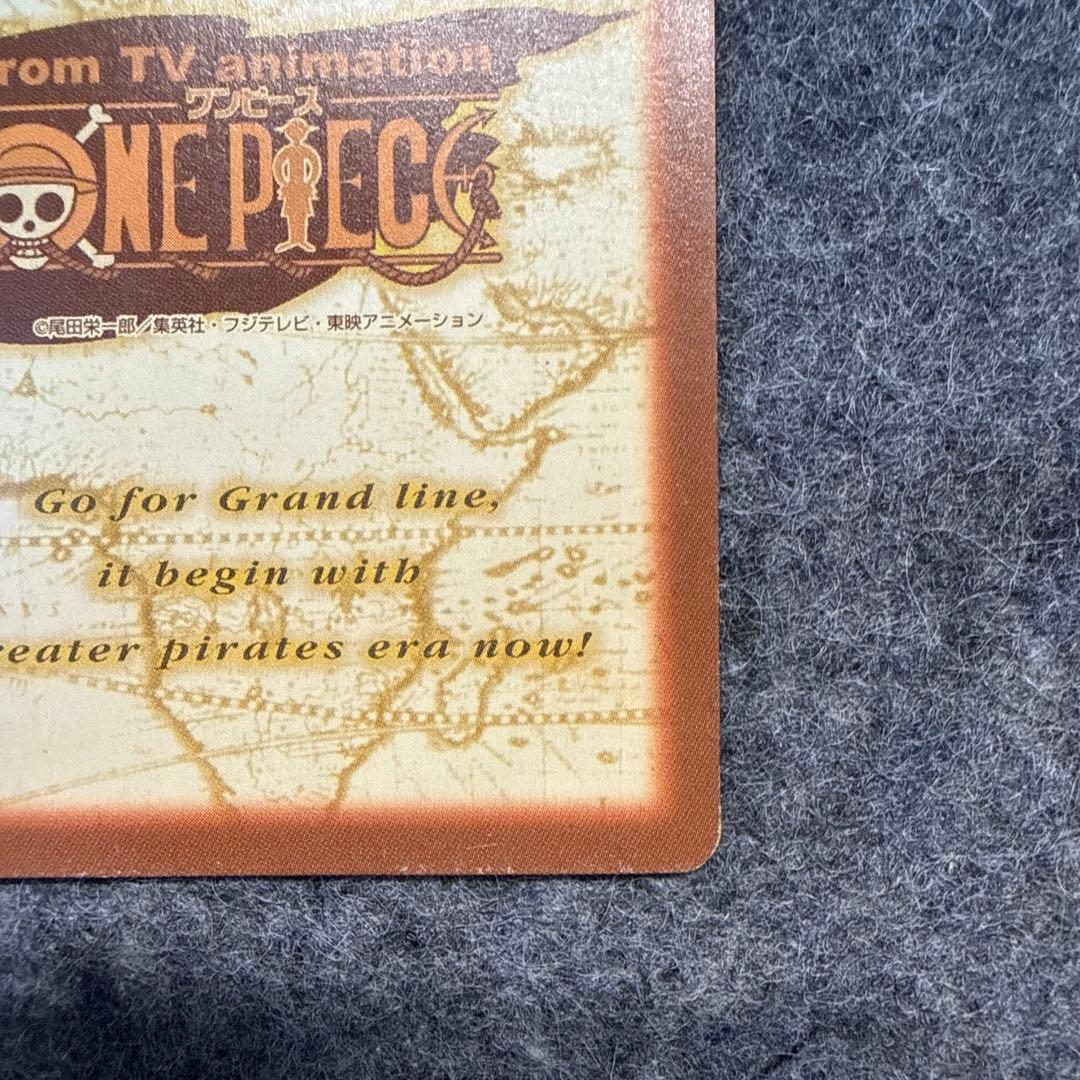 rom TV animation
ワンピース
ONE PIECE
©尾田栄一郎／集英社・フジテレビ・東映アニメーション
Go for Grand line,
it begin with
reater pirates era now!